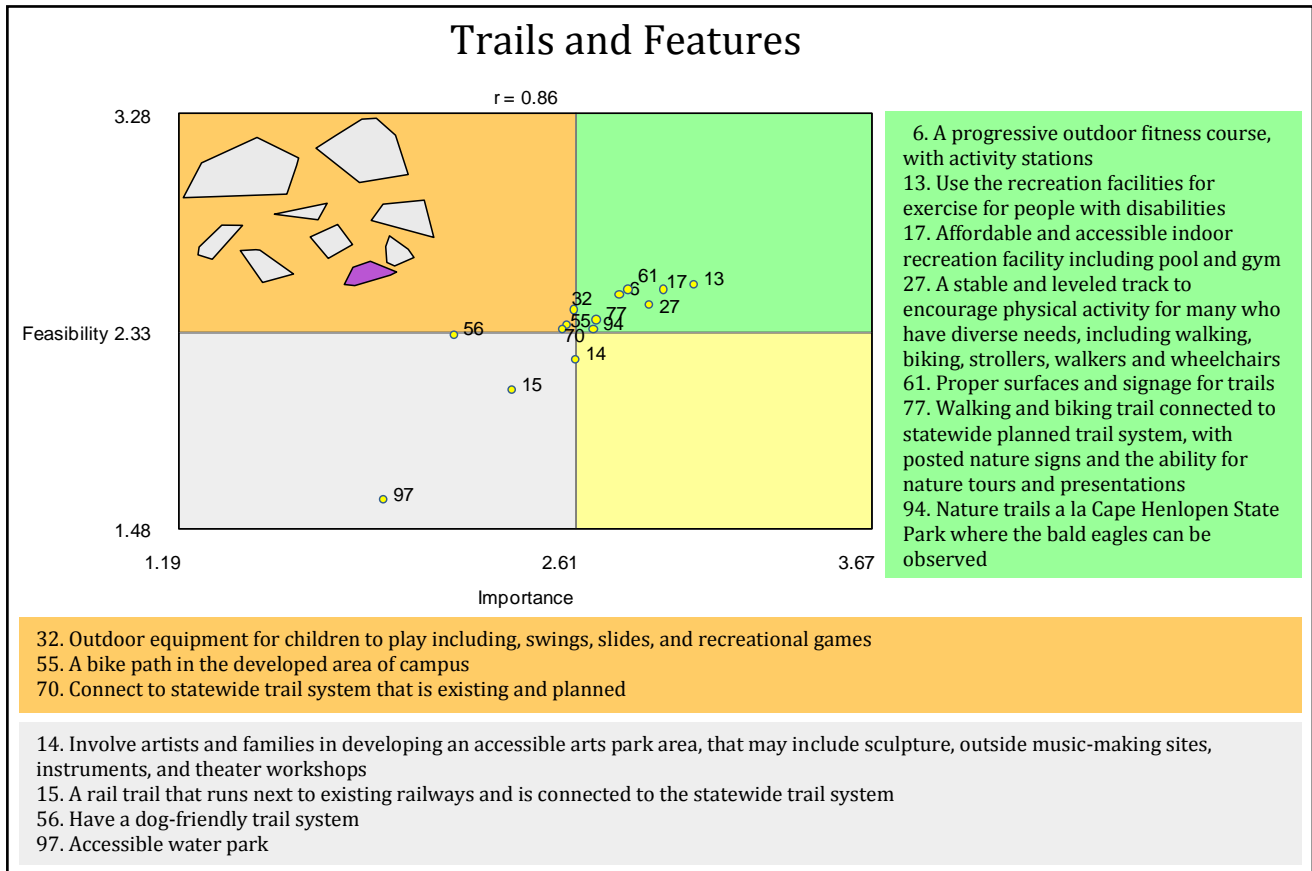 Trails and Features
r = 0.86
3.28
Feasibility 2.33
1.48
1.19
2.61
3.67
Importance
61
17
13
6
27
32
77
55
94
70
56
14
15
97
6. A progressive outdoor fitness course,
with activity stations
13. Use the recreation facilities for
exercise for people with disabilities
17. Affordable and accessible indoor
recreation facility including pool and gym
27. A stable and leveled track to
encourage physical activity for many who
have diverse needs, including walking,
biking, strollers, walkers and wheelchairs
61. Proper surfaces and signage for trails
77. Walking and biking trail connected to
statewide planned trail system, with
posted nature signs and the ability for
nature tours and presentations
94. Nature trails a la Cape Henlopen State
Park where the bald eagles can be
observed
32. Outdoor equipment for children to play including, swings, slides, and recreational games
55. A bike path in the developed area of campus
70. Connect to statewide trail system that is existing and planned
14. Involve artists and families in developing an accessible arts park area, that may include sculpture, outside music-making sites,
instruments, and theater workshops
15. A rail trail that runs next to existing railways and is connected to the statewide trail system
56. Have a dog-friendly trail system
97. Accessible water park